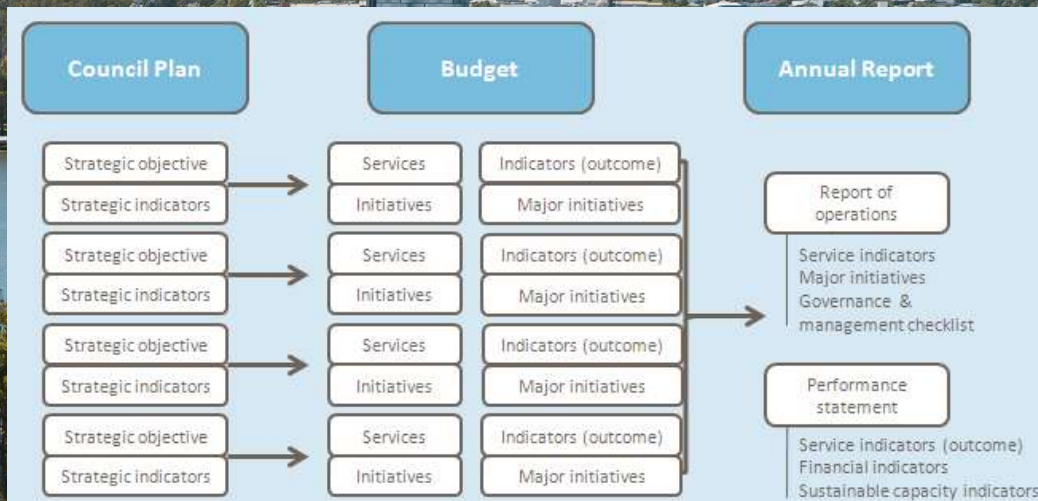 Council Plan
Budget
Annual Report
Strategic objective
Strategic indicators
Services
Initiatives
Indicators (outcome)
Major initiatives
Strategic objective
Strategic indicators
Services
Initiatives
Indicators (outcome)
Major initiatives
Strategic objective
Strategic indicators
Services
Initiatives
Indicators (outcome)
Major initiatives
Strategic objective
Strategic indicators
Services
Initiatives
Indicators (outcome)
Major initiatives
Report of
operations
Service indicators
Major initiatives
Governance &
management checklist
Performance
statement
Service indicators (outcome)
Financial indicators
Sustainable capacity indicators